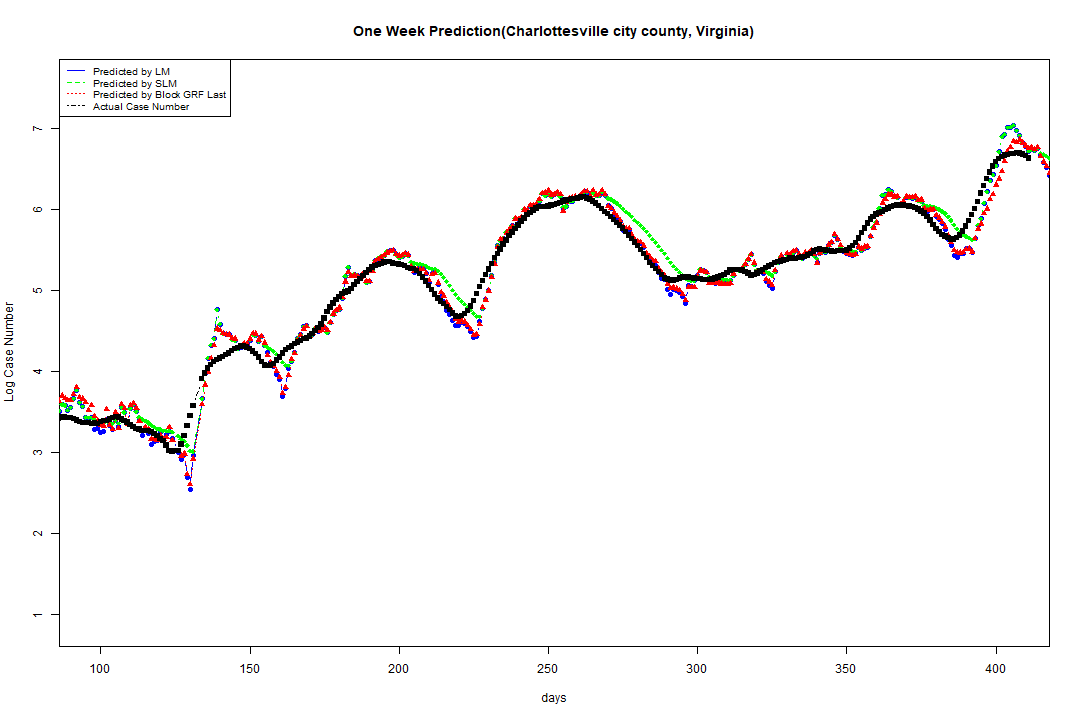 One Week Prediction(Charlottesville city county, Virginia)
Predicted by LM
Predicted by SLM
Predicted by Block GRF Last
Actual Case Number
Log Case Number
7
6
5
4
3
2
1
100 150 200 250 300 350 400
days